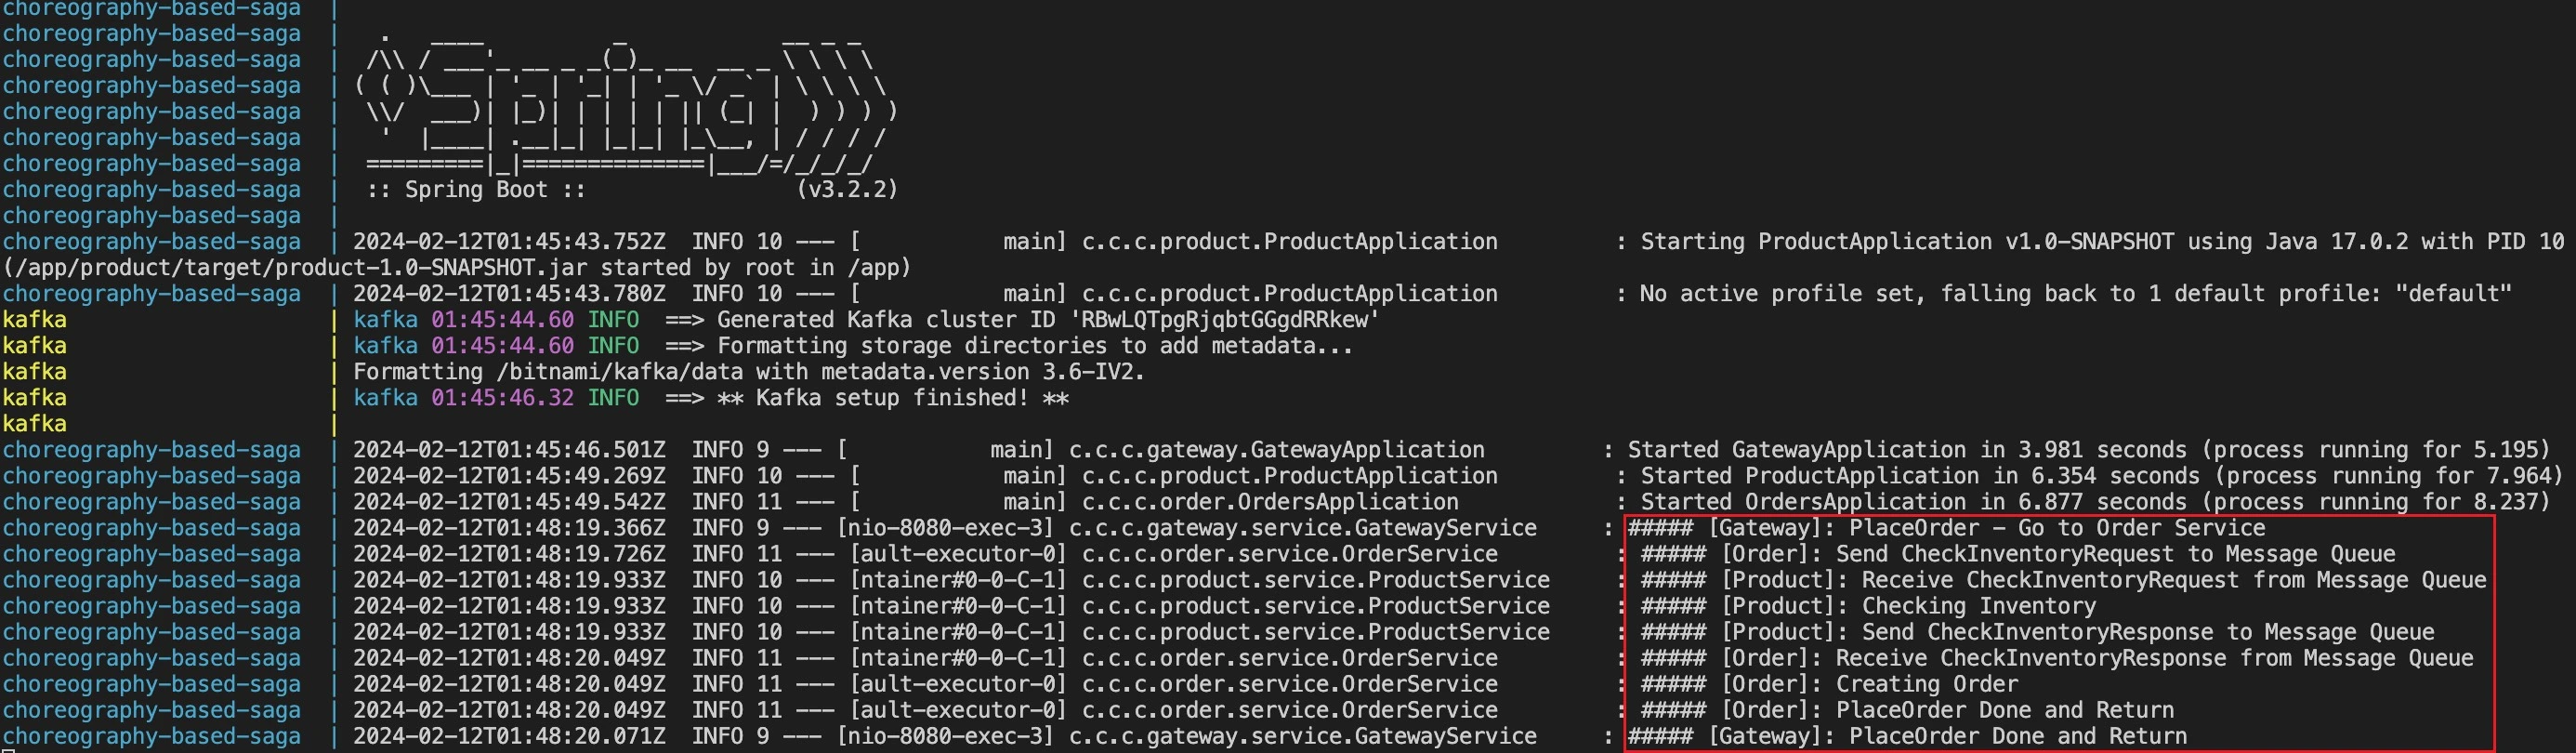 choreography-based-saga  |
choreography-based-saga  |   .   ____          _            __ _ _
choreography-based-saga  |  /\\ / ___'_ __ _ _(_)_ __  __ _ \ \ \ \
choreography-based-saga  | ( ( )\___ | '_ | '_| | '_ \/ _` | \ \ \ \
choreography-based-saga  |  \\/  ___)| |_)| | | | | || (_| |  ) ) ) )
choreography-based-saga  |   '  |____| .__|_| |_|_| |_\__, | / / / /
choreography-based-saga  |  =========|_|==============|___/=/_/_/_/
choreography-based-saga  |  :: Spring Boot ::                (v3.2.2)
choreography-based-saga  |
choreography-based-saga  | 2024-02-12T01:45:43.752Z  INFO 10 --- [           main] c.c.c.product.ProductApplication         : Starting ProductApplication v1.0-SNAPSHOT using Java 17.0.2 with PID 10
(/app/product/target/product-1.0-SNAPSHOT.jar started by root in /app)
choreography-based-saga  | 2024-02-12T01:45:43.780Z  INFO 10 --- [           main] c.c.c.product.ProductApplication         : No active profile set, falling back to 1 default profile: "default"
kafka                    | kafka 01:45:44.60 INFO  ==> Generated Kafka cluster ID 'RBwLQTpgRjqbtGGgdRRkew'
kafka                    | kafka 01:45:44.60 INFO  ==> Formatting storage directories to add metadata...
kafka                    | Formatting /bitnami/kafka/data with metadata.version 3.6-IV2.
kafka                    | kafka 01:45:46.32 INFO  ==> ** Kafka setup finished! **
kafka                    |
choreography-based-saga  | 2024-02-12T01:45:46.501Z  INFO 9 --- [           main] c.c.c.gateway.GatewayApplication         : Started GatewayApplication in 3.981 seconds (process running for 5.195)
choreography-based-saga  | 2024-02-12T01:45:49.269Z  INFO 10 --- [           main] c.c.c.product.ProductApplication         : Started ProductApplication in 6.354 seconds (process running for 7.964)
choreography-based-saga  | 2024-02-12T01:45:49.542Z  INFO 11 --- [           main] c.c.c.order.OrdersApplication            : Started OrdersApplication in 6.877 seconds (process running for 8.237)
choreography-based-saga  | 2024-02-12T01:48:19.366Z  INFO 9 --- [nio-8080-exec-3] c.c.c.gateway.service.GatewayService     : ##### [Gateway]: PlaceOrder - Go to Order Service
choreography-based-saga  | 2024-02-12T01:48:19.726Z  INFO 11 --- [ault-executor-0] c.c.c.order.service.OrderService         : ##### [Order]: Send CheckInventoryRequest to Message Queue
choreography-based-saga  | 2024-02-12T01:48:19.933Z  INFO 10 --- [ntainer#0-0-C-1] c.c.c.product.service.ProductService     : ##### [Product]: Receive CheckInventoryRequest from Message Queue
choreography-based-saga  | 2024-02-12T01:48:19.933Z  INFO 10 --- [ntainer#0-0-C-1] c.c.c.product.service.ProductService     : ##### [Product]: Checking Inventory
choreography-based-saga  | 2024-02-12T01:48:19.933Z  INFO 10 --- [ntainer#0-0-C-1] c.c.c.product.service.ProductService     : ##### [Product]: Send CheckInventoryResponse to Message Queue
choreography-based-saga  | 2024-02-12T01:48:20.049Z  INFO 11 --- [ntainer#0-0-C-1] c.c.c.order.service.OrderService         : ##### [Order]: Receive CheckInventoryResponse from Message Queue
choreography-based-saga  | 2024-02-12T01:48:20.049Z  INFO 11 --- [ault-executor-0] c.c.c.order.service.OrderService         : ##### [Order]: Creating Order
choreography-based-saga  | 2024-02-12T01:48:20.049Z  INFO 11 --- [ault-executor-0] c.c.c.order.service.OrderService         : ##### [Order]: PlaceOrder Done and Return
choreography-based-saga  | 2024-02-12T01:48:20.071Z  INFO 9 --- [nio-8080-exec-3] c.c.c.gateway.service.GatewayService     : ##### [Gateway]: PlaceOrder Done and Return